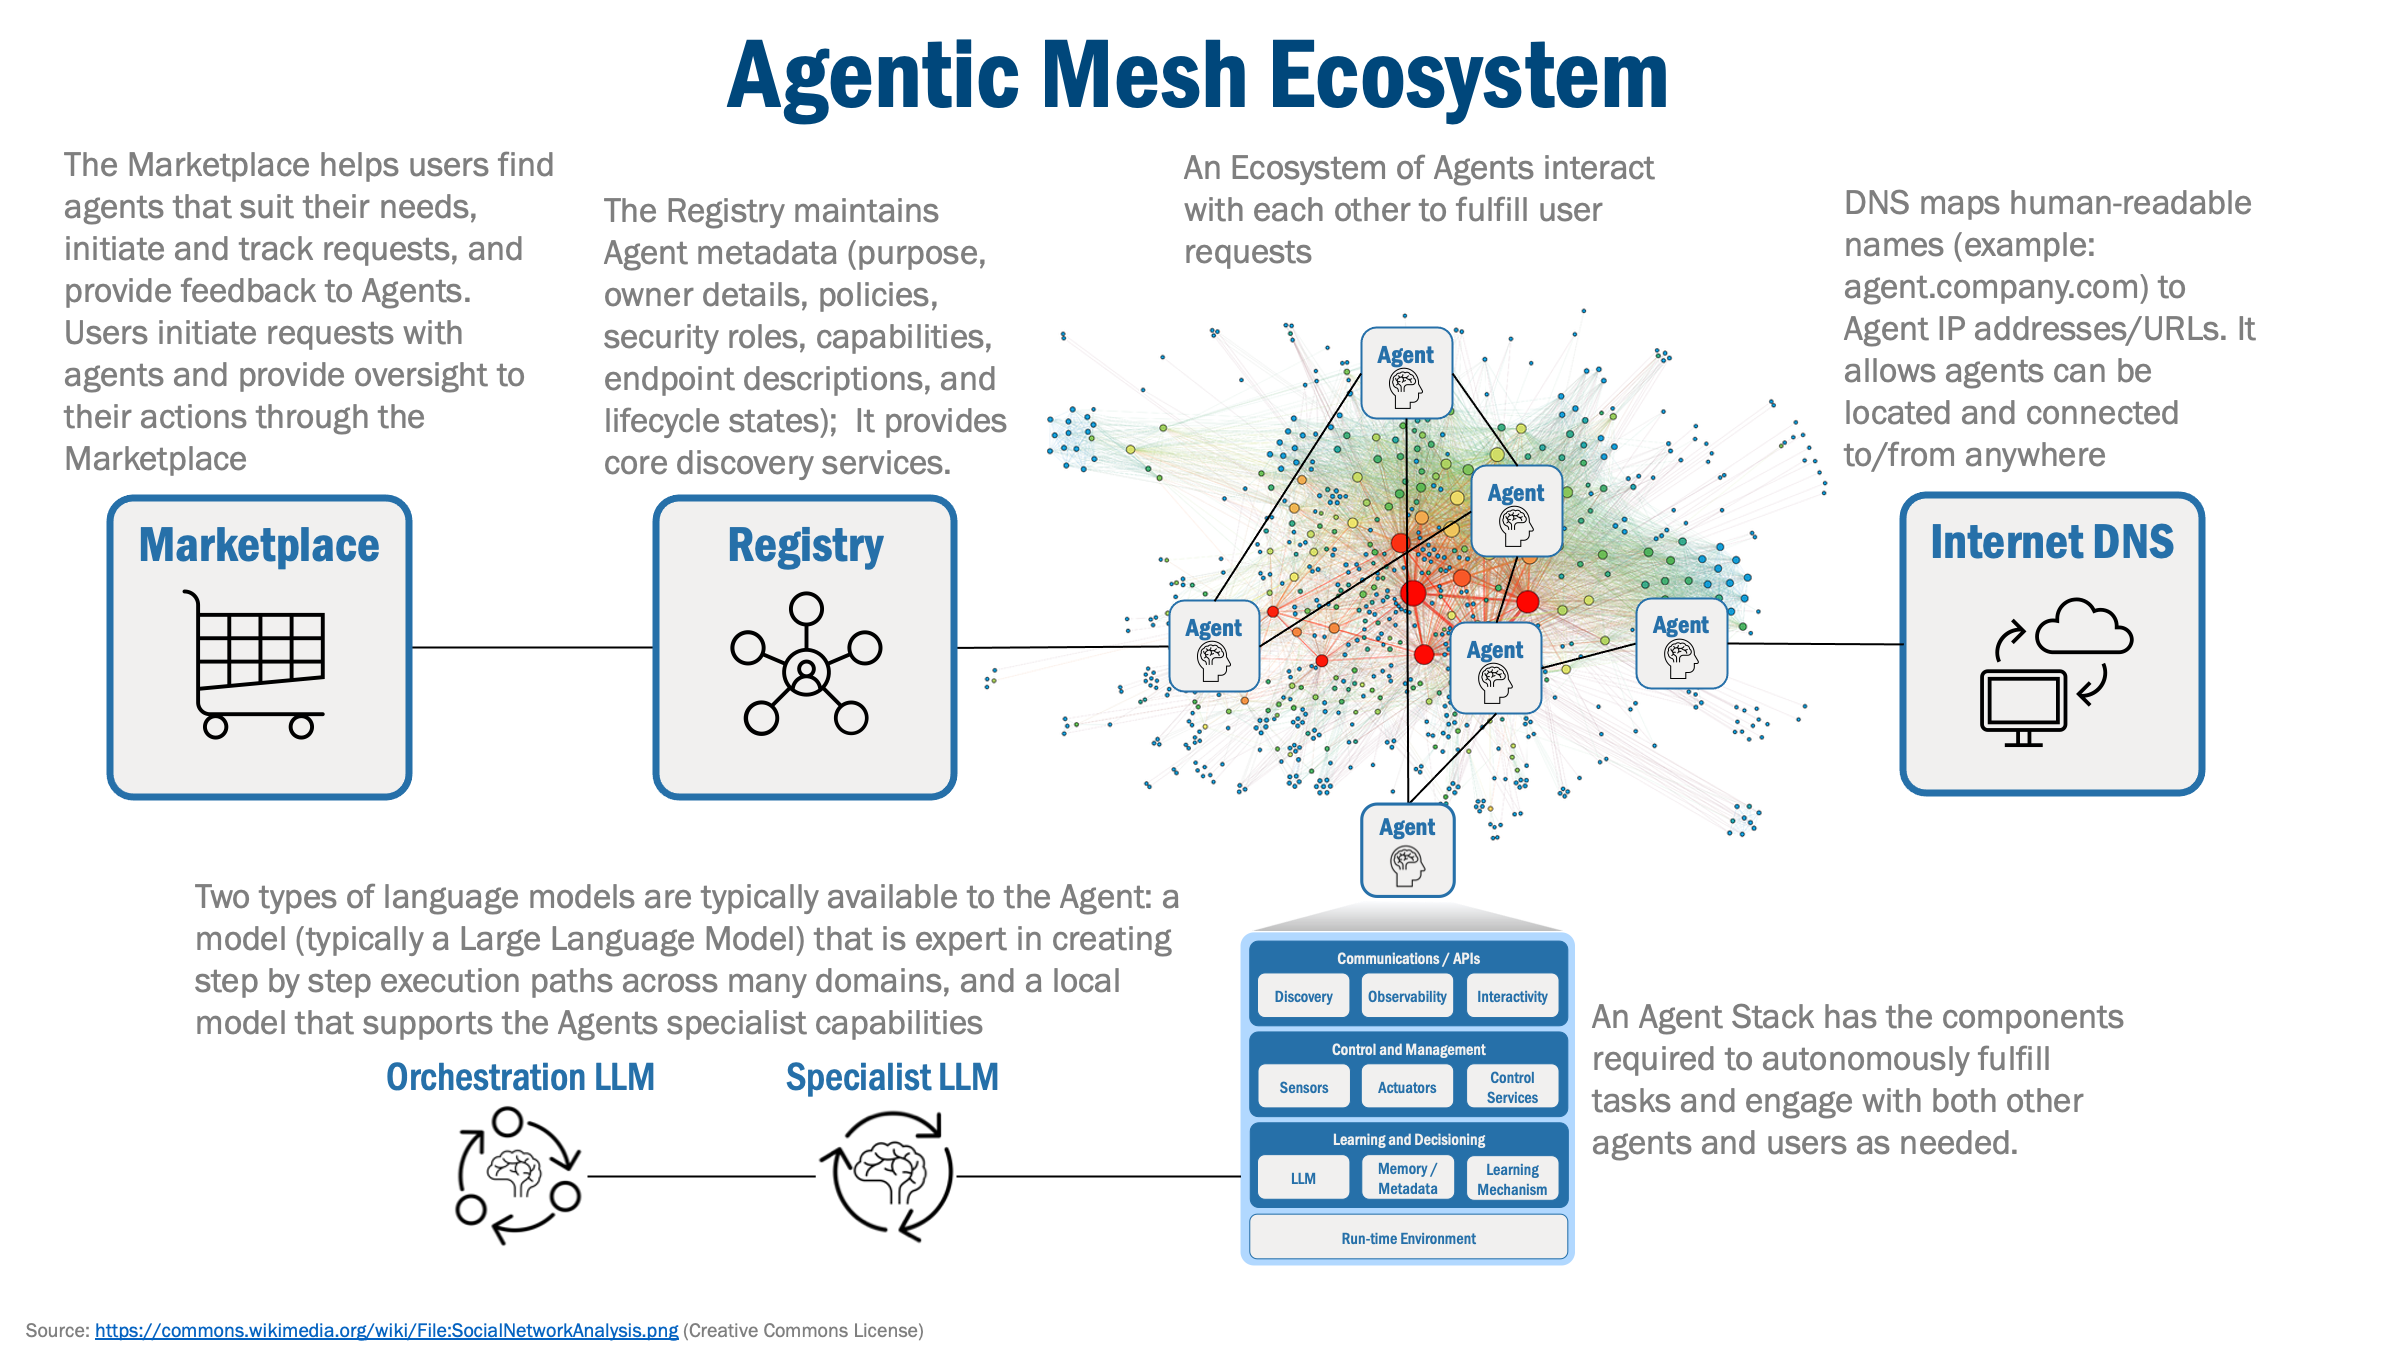 Agentic Mesh Ecosystem
The Marketplace helps users find
agents that suit their needs,
initiate and track requests, and
provide feedback to Agents.
Users initiate requests with
agents and provide oversight to
their actions through the
Marketplace
The Registry maintains
Agent metadata (purpose,
owner details, policies,
security roles, capabilities,
endpoint descriptions, and
lifecycle states);  It provides
core discovery services.
An Ecosystem of Agents interact
with each other to fulfill user
requests
DNS maps human-readable
names (example:
agent.company.com) to
Agent IP addresses/URLs. It
allows agents can be
located and connected
to/from anywhere
Marketplace
Registry
Agent
Agent
Agent
Agent
Agent
Agent
Internet DNS
Two types of language models are typically available to the Agent: a
model (typically a Large Language Model) that is expert in creating
step by step execution paths across many domains, and a local
model that supports the Agents specialist capabilities
Orchestration LLM
Specialist LLM
Communications / APIs
Discovery
Observability
Interactivity
Control and Management
Sensors
Actuators
Control
Services
Learning and Decisioning
LLM
Memory /
Metadata
Learning
Mechanism
Run-time Environment
An Agent Stack has the components
required to autonomously fulfill
tasks and engage with both other
agents and users as needed.
Source: https://commons.wikimedia.org/wiki/File:SocialNetworkAnalysis.png (Creative Commons License)